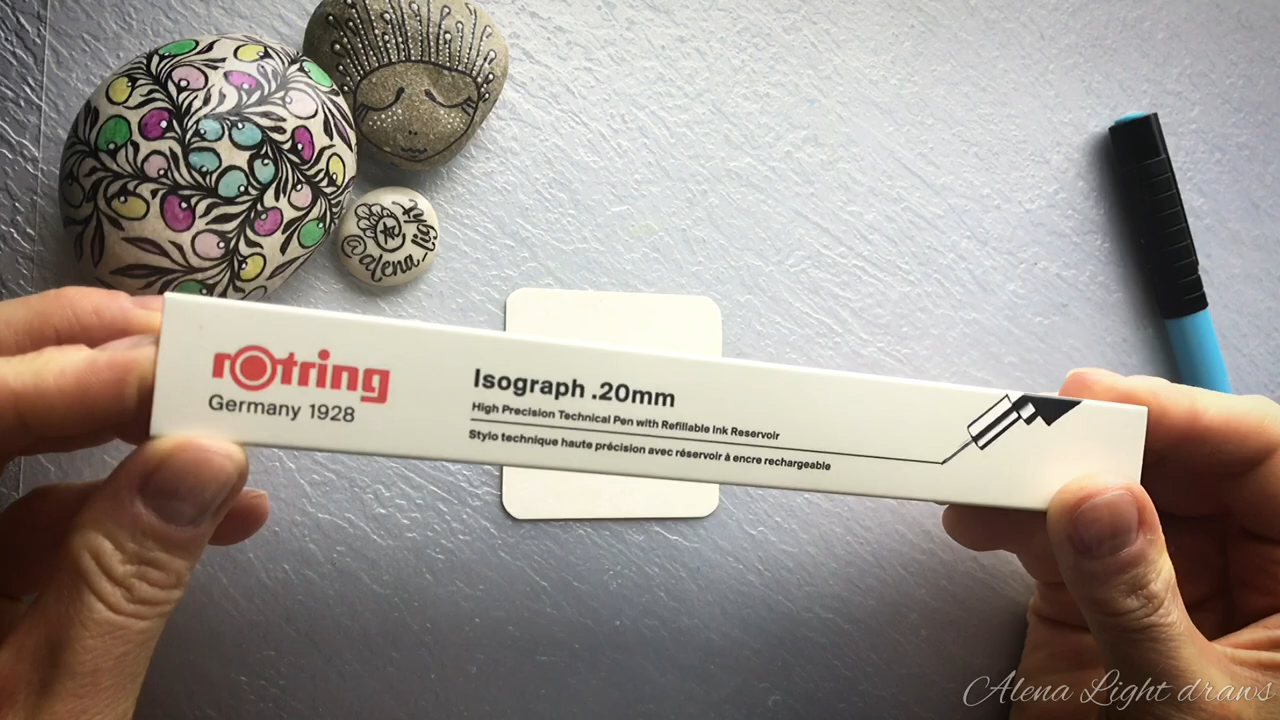 @alena_light
rotring
Germany 1928
Isograph .20mm
High Precision Technical Pen with Refillable Ink Reservoir
Stylo technique haute précision avec réservoir à encre rechargeable
Alena Light draws